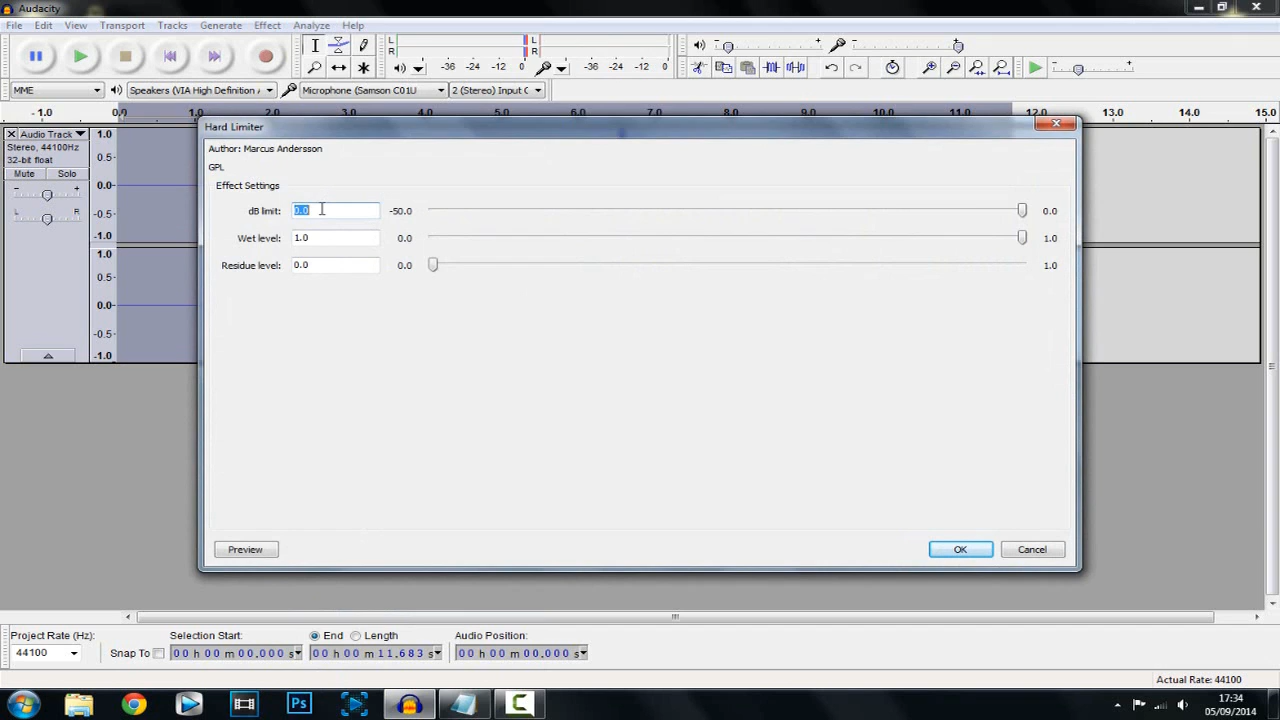 Audacity
File Edit View Transport Tracks Generate Effect Analyze Help
L
R
-36 -24 -12 0
L
R
-36 -24 -12 0
MME
Speakers (VIA High Definition A
Microphone (Samson C01U
2 (Stereo) Input C
- 1.0 0.0 1.0 2.0 3.0 4.0 5.0 6.0 7.0 8.0 9.0 10.0 11.0 12.0 13.0 14.0 15.0
Audio Track
Stereo, 44100Hz
32-bit float
Mute Solo
- +
L R
1.0
0.5
0.0
-0.5
-1.0
1.0
0.5
0.0
-0.5
-1.0
Hard Limiter
Author: Marcus Andersson
GPL
Effect Settings
dB limit: 0.0 -50.0 0.0
Wet level: 1.0 0.0 1.0
Residue level: 0.0 0.0 1.0
Preview OK Cancel
Project Rate (Hz): Selection Start: End Length Audio Position:
44100 Snap To 00 h 00 m 00.000 s 00 h 00 m 11.683 s 00 h 00 m 00.000 s
Actual Rate: 44100
Ps
C
17:34
05/09/2014